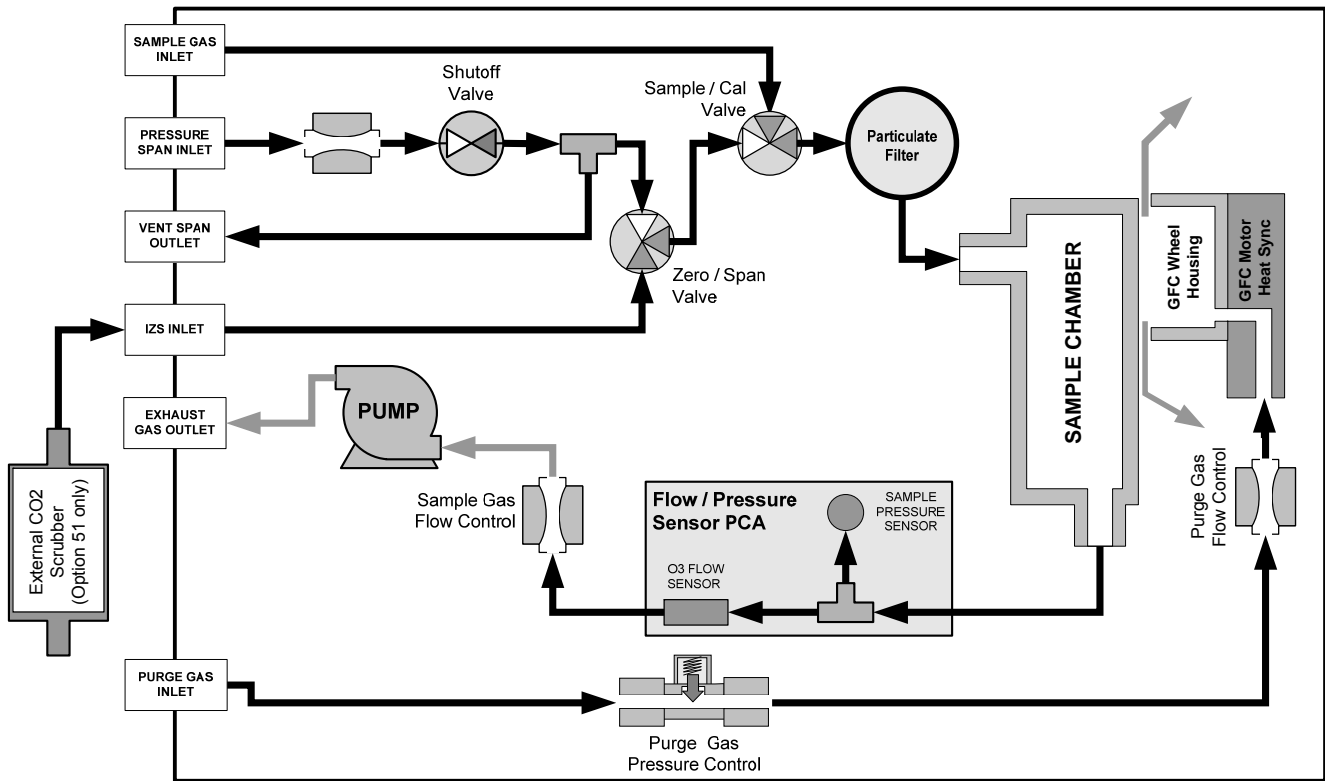 SAMPLE GAS
INLET
Shutoff
Valve
Sample / Cal
Valve
PRESSURE
SPAN INLET
Particulate
Filter
VENT SPAN
OUTLET
Zero / Span
Valve
IZS INLET
SAMPLE CHAMBER
GFC Wheel
Housing
GFC Motor
Heat Sync
EXHAUST
GAS OUTLET
PUMP
External CO2
Scrubber
(Option 51 only)
Sample Gas
Flow Control
Flow / Pressure
Sensor PCA
SAMPLE
PRESSURE
SENSOR
O3 FLOW
SENSOR
Purge Gas
Flow Control
PURGE GAS
INLET
Purge Gas
Pressure Control